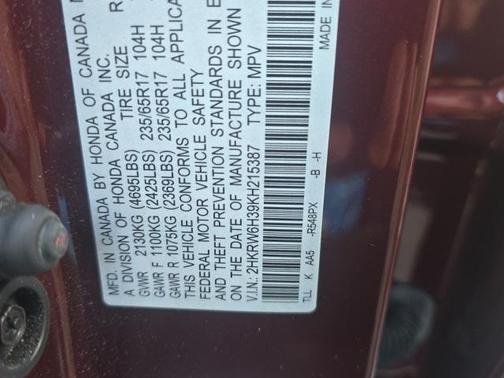 MFD. IN CANADA BY HONDA OF CANADA
A DIVISION OF HONDA CANADA INC.
TIRE SIZE R
GVWR 2130KG (4696LBS)
GAWR F 1100KG (2425LBS) 235/65R17 104H
GAWR R 1075KG (2369LBS) 235/65R17 104H
THIS VEHICLE CONFORMS TO ALL APPLICA
FEDERAL MOTOR VEHICLE SAFETY
AND THEFT PREVENTION STANDARDS IN E
ON THE DATE OF MANUFACTURE SHOWN
V.I.N.: 2HKRW6H39KH215387 TYPE: MPV
TLL K AA5 -R548PX -B -H MADE IN